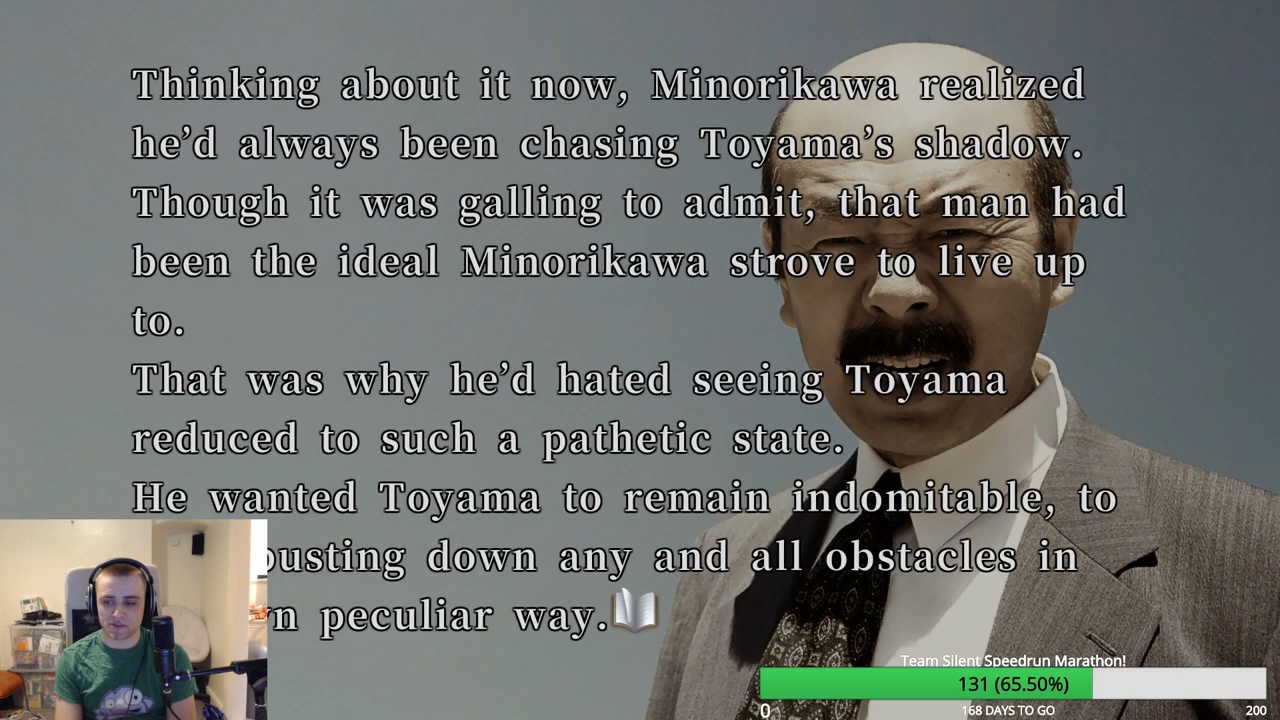 Thinking about it now, Minorikawa realized
he'd always been chasing Toyama's shadow.
Though it was galling to admit, that man had
been the ideal Minorikawa strove to live up
to.
That was why he'd hated seeing Toyama
reduced to such a pathetic state.
He wanted Toyama to remain indomitable, to
busting down any and all obstacles in
peculiar way.
Team Silent Speedrun Marathon!
131 (65.50%)
0 168 DAYS TO GO 200